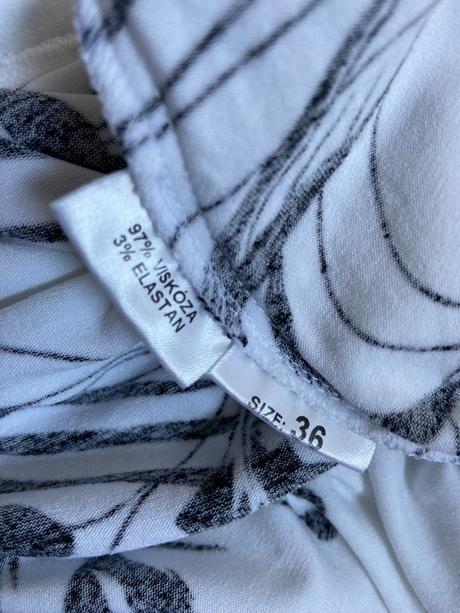 97% VISKÓZA
3% ELASTAN
SIZE: 36